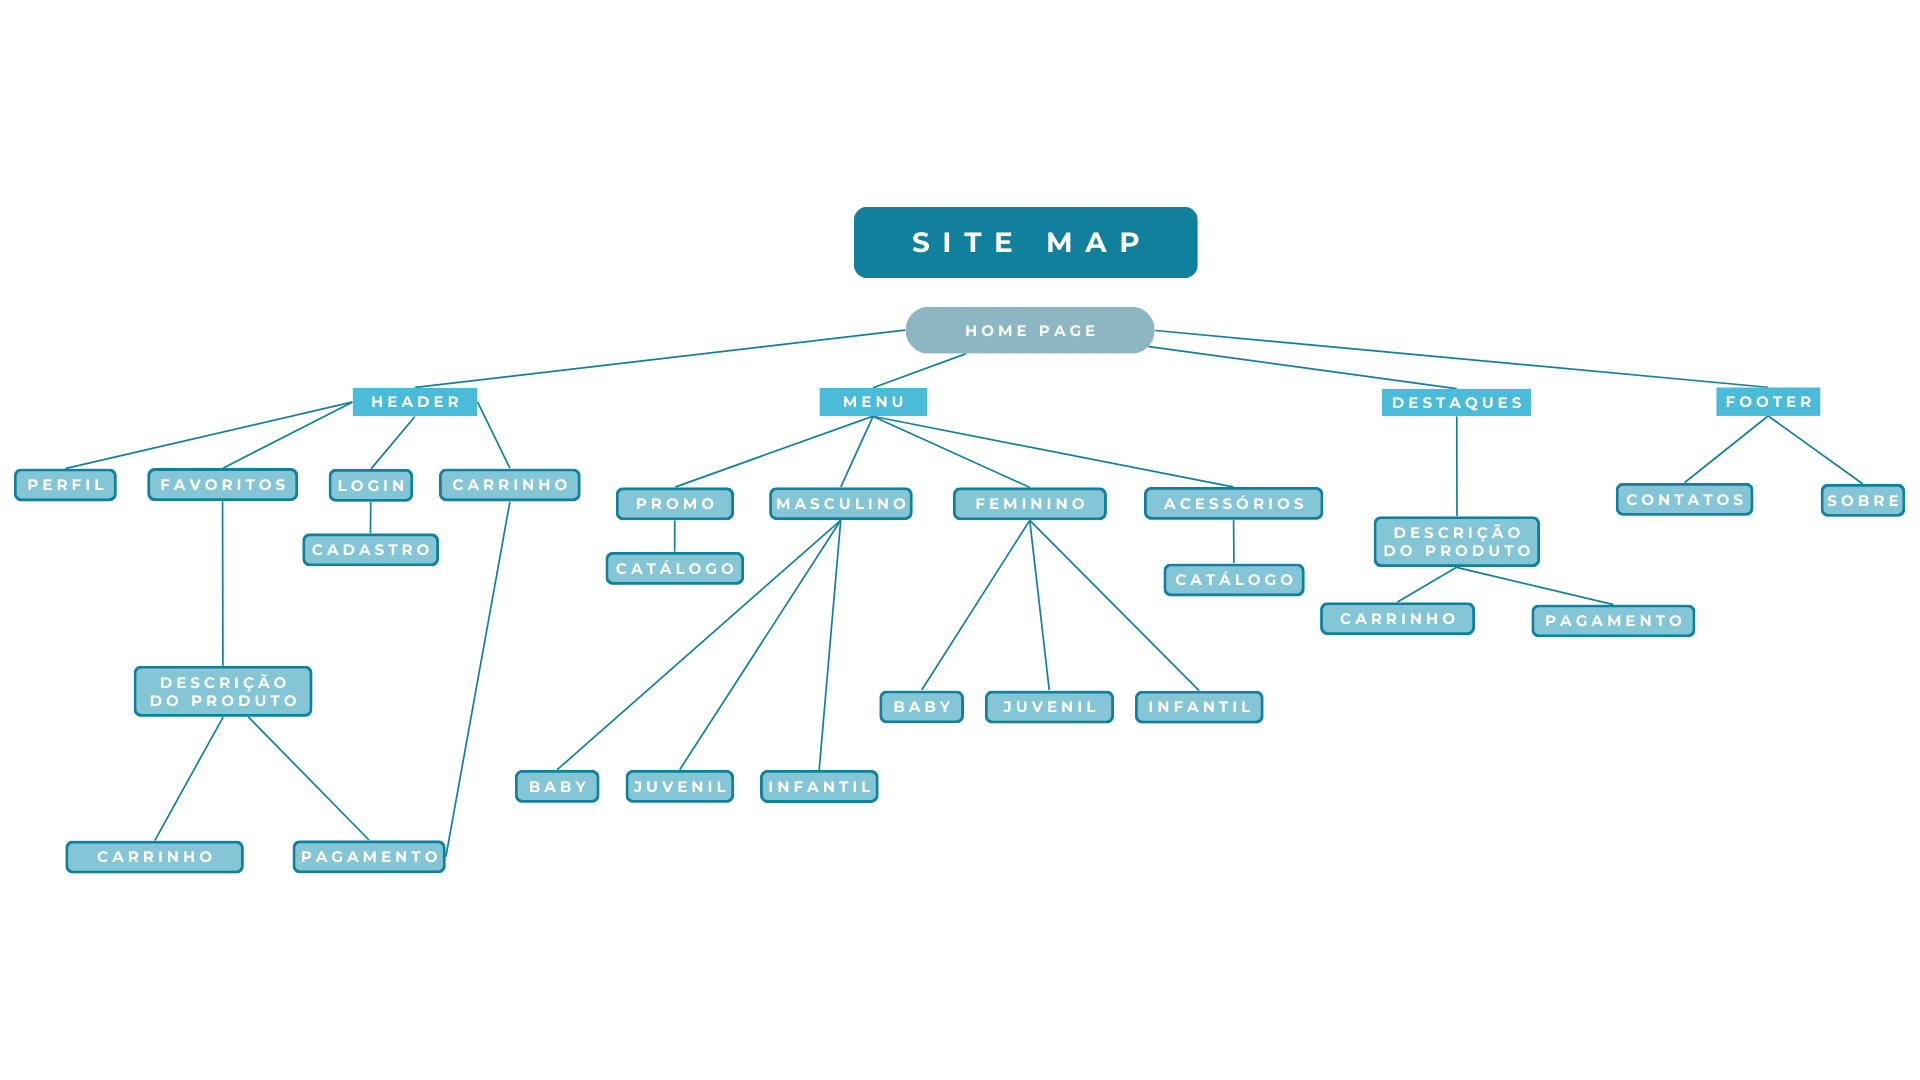 SITE MAP
HOME PAGE
HEADER
MENU
DESTAQUES
FOOTER
PERFIL
FAVORITOS
LOGIN
CARRINHO
CADASTRO
PROMO
MASCULINO
FEMININO
ACESSÓRIOS
CATÁLOGO
CATÁLOGO
DESCRIÇÃO
DO PRODUTO
CONTATOS
SOBRE
CARRINHO
PAGAMENTO
DESCRIÇÃO
DO PRODUTO
BABY
JUVENIL
INFANTIL
BABY
JUVENIL
INFANTIL
CARRINHO
PAGAMENTO